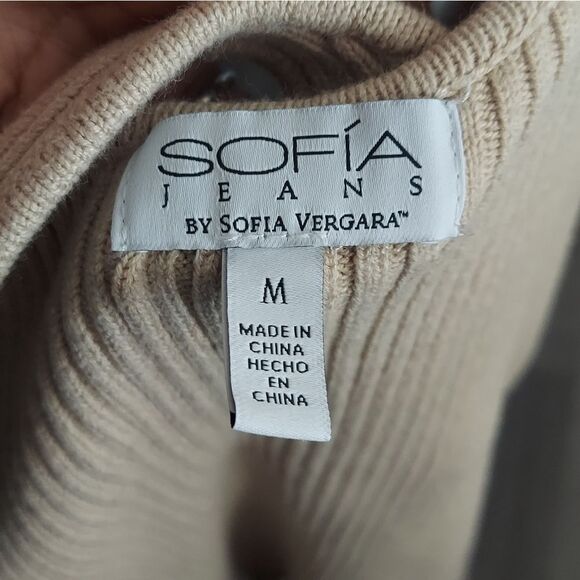 SOFÍA
JEANS
BY SOFIA VERGARA™
M
MADE IN
CHINA
HECHO
EN
CHINA